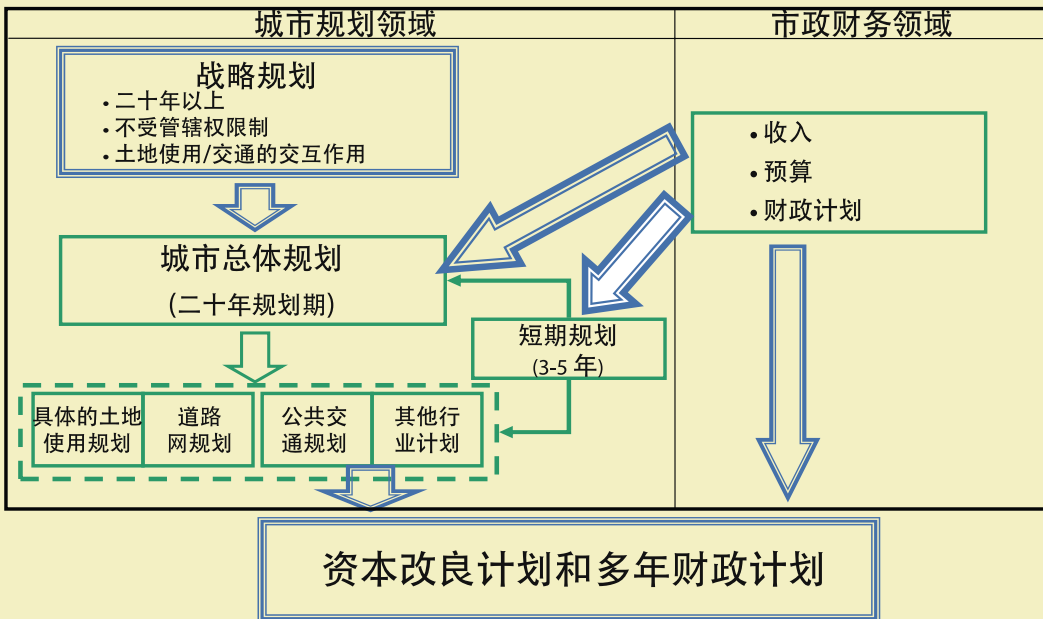 城市规划领域
市政财务领域
战略规划
• 二十年以上
• 不受管辖权限制
• 土地使用/交通的交互作用
• 收入
• 预算
• 财政计划
城市总体规划
(二十年规划期)
短期规划
(3-5 年)
具体的土地
使用规划
道路
网规划
公共交
通规划
其他行
业计划
资本改良计划和多年财政计划